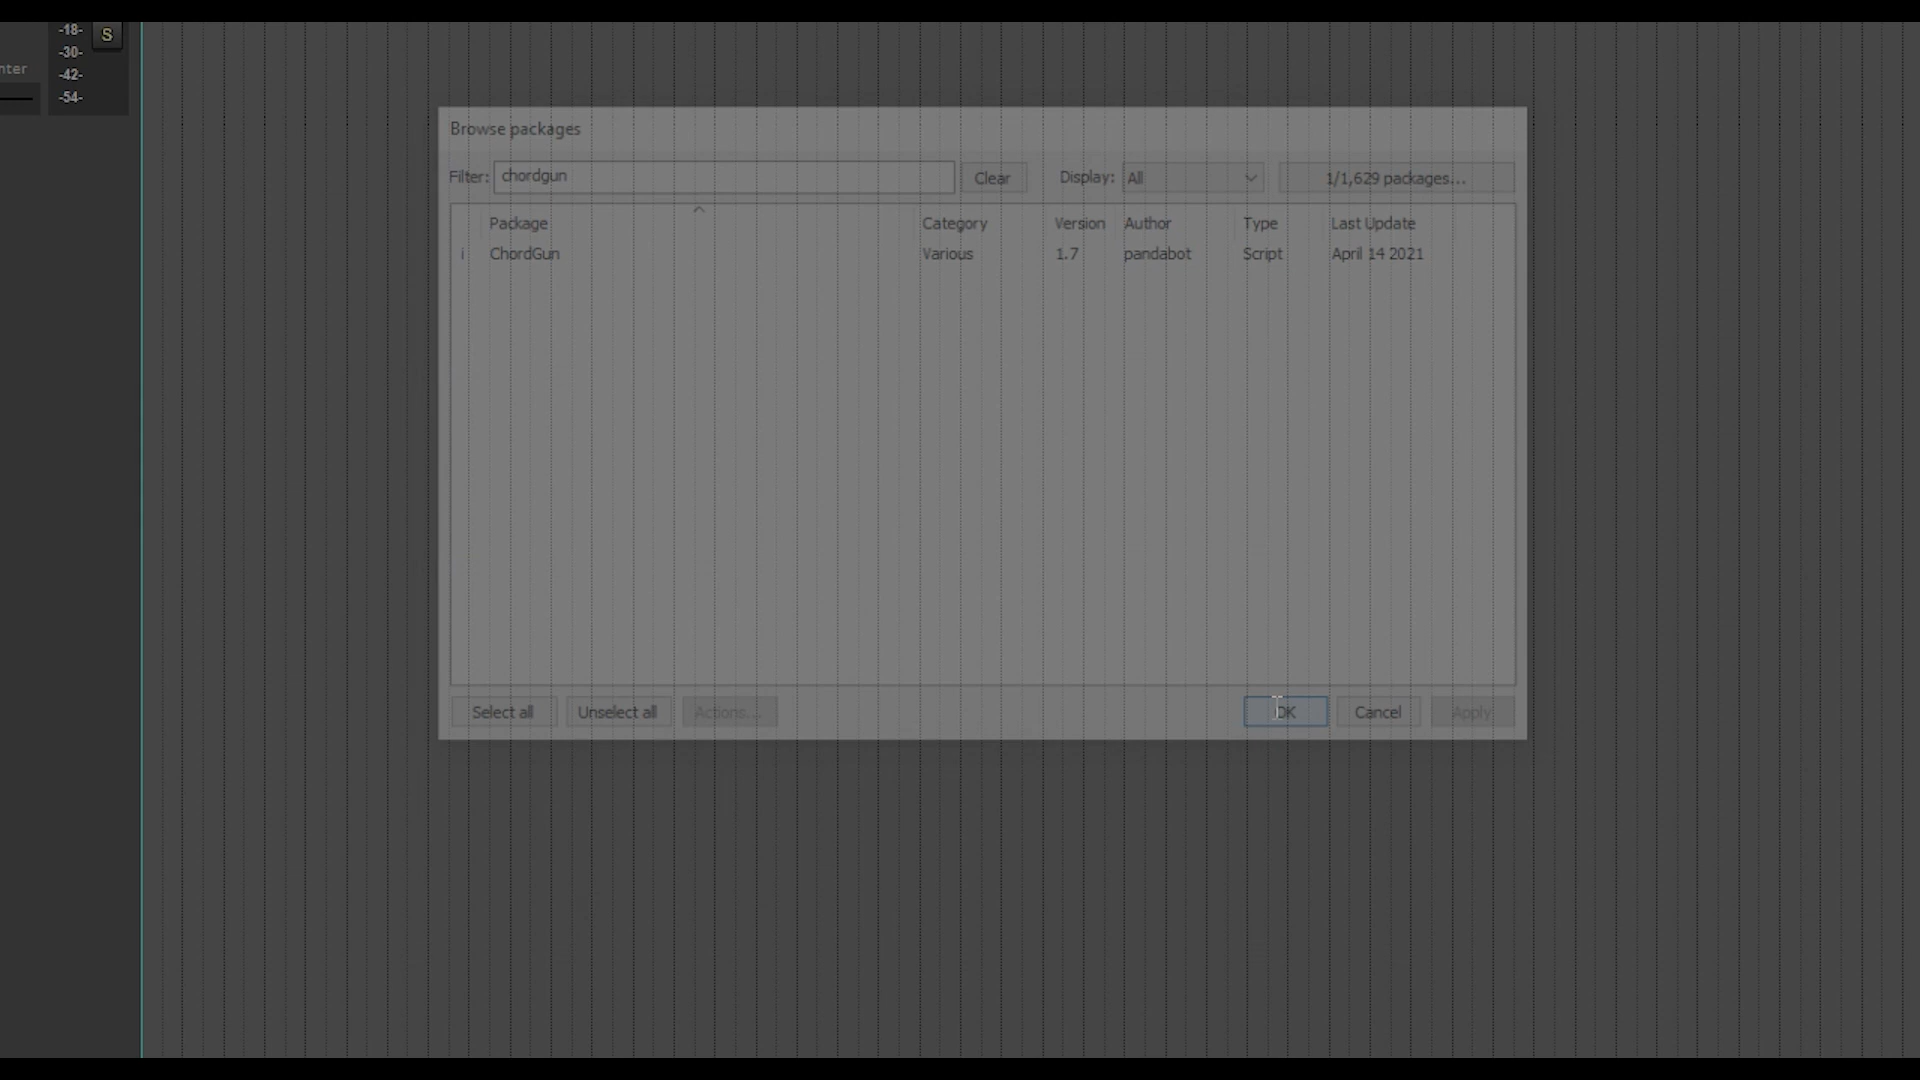 -18- S
-30-
nter
-42-
-54-
Browse packages
Filter: chordgun Clear Display: All 1/1,629 packages...
Package Category Version Author Type Last Update
i ChordGun Various 1.7 pandabot Script April 14 2021
Select all Unselect all Actions... OK Cancel Apply